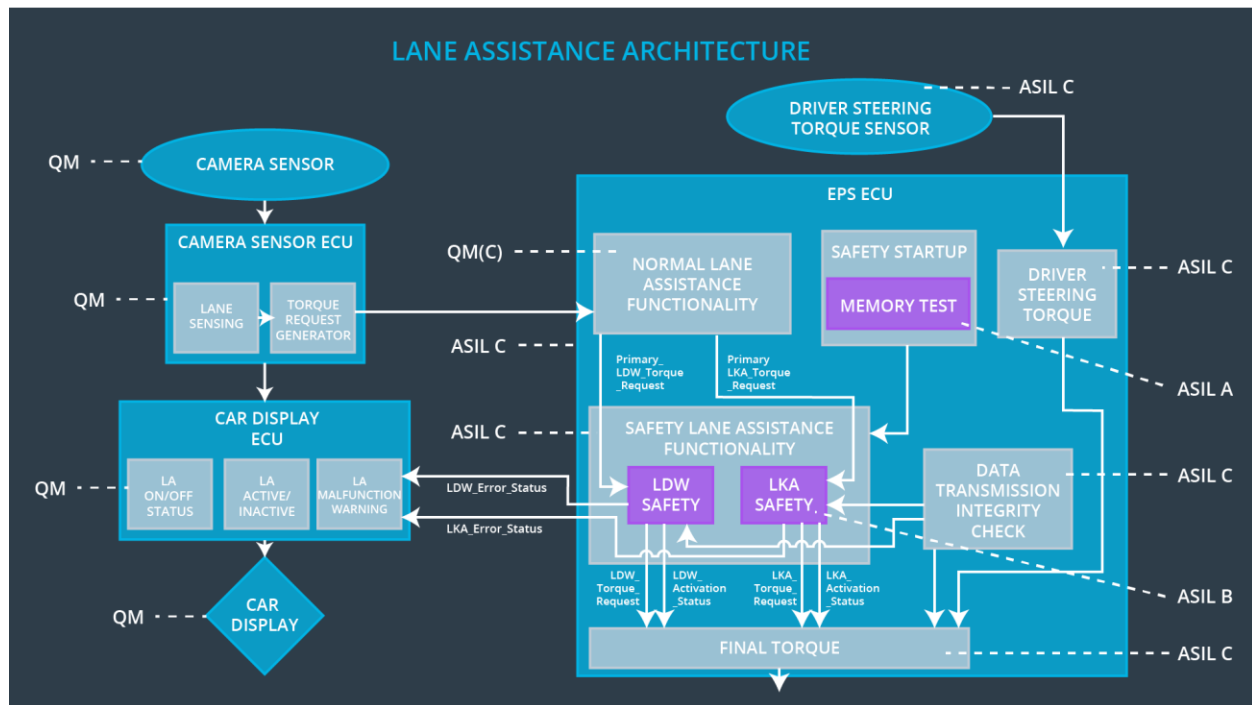 LANE ASSISTANCE ARCHITECTURE
ASIL C
DRIVER STEERING
TORQUE SENSOR
QM
CAMERA SENSOR
EPS ECU
CAMERA SENSOR ECU
QM(C)
NORMAL LANE
ASSISTANCE
FUNCTIONALITY
SAFETY STARTUP
MEMORY TEST
DRIVER
STEERING
TORQUE
ASIL C
QM
LANE
SENSING
TORQUE
REQUEST
GENERATOR
ASIL C
Primary_
LDW_Torque
_Request
Primary
LKA_Torque
_Request
ASIL A
CAR DISPLAY
ECU
ASIL C
SAFETY LANE ASSISTANCE
FUNCTIONALITY
QM
LA
ON/OFF
STATUS
LA
ACTIVE/
INACTIVE
LA
MALFUNCTION
WARNING
LDW_Error_Status
LKA_Error_Status
LDW
SAFETY
LKA
SAFETY
DATA
TRANSMISSION
INTEGRITY
CHECK
ASIL C
LDW_
Torque_
Request
LDW_
Activation
_Status
LKA_
Torque_
Request
LKA_
Activation
_Status
ASIL B
QM
CAR
DISPLAY
FINAL TORQUE
ASIL C